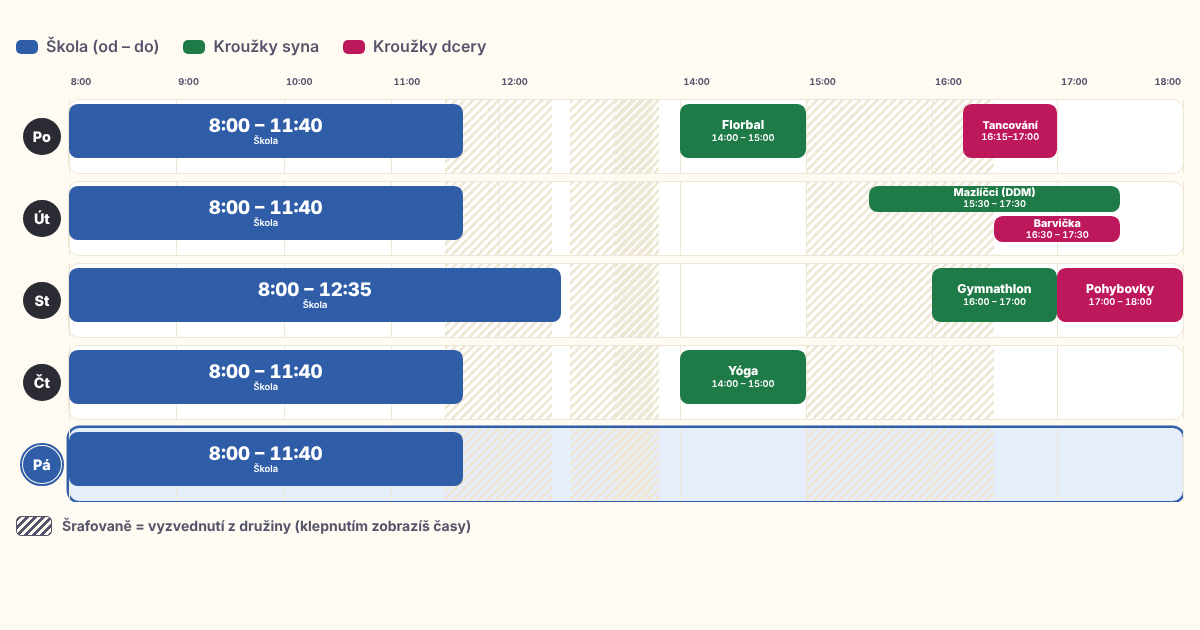 Škola (od – do) Kroužky syna Kroužky dcery
8:00 9:00 10:00 11:00 12:00 14:00 15:00 16:00 17:00 18:00
Po
8:00 – 11:40
Škola
Florbal
14:00 – 15:00
Tancování
16:15–17:00
Út
8:00 – 11:40
Škola
Mazlíčci (DDM)
15:30 – 17:30
Barvička
16:30 – 17:30
St
8:00 – 12:35
Škola
Gymnathlon
16:00 – 17:00
Pohybovky
17:00 – 18:00
Čt
8:00 – 11:40
Škola
Yóga
14:00 – 15:00
Pá
8:00 – 11:40
Škola
Šrafovaně = vyzvednutí z družiny (klepnutím zobrazíš časy)